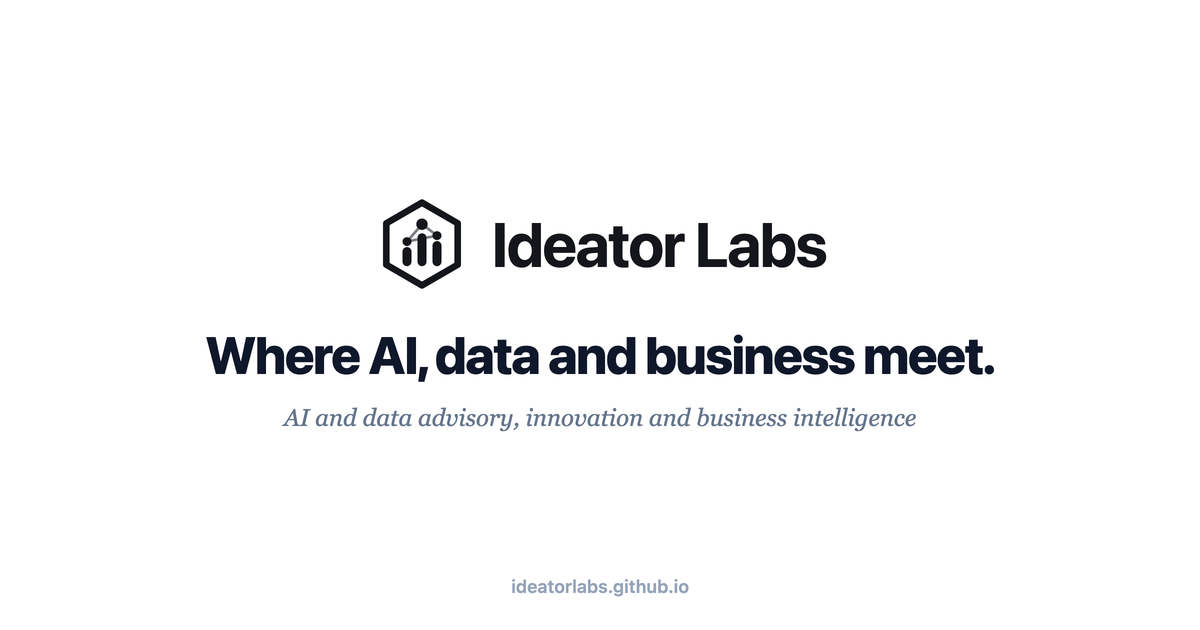 Ideator Labs
Where AI, data and business meet.
AI and data advisory, innovation and business intelligence
ideatorlabs.github.io